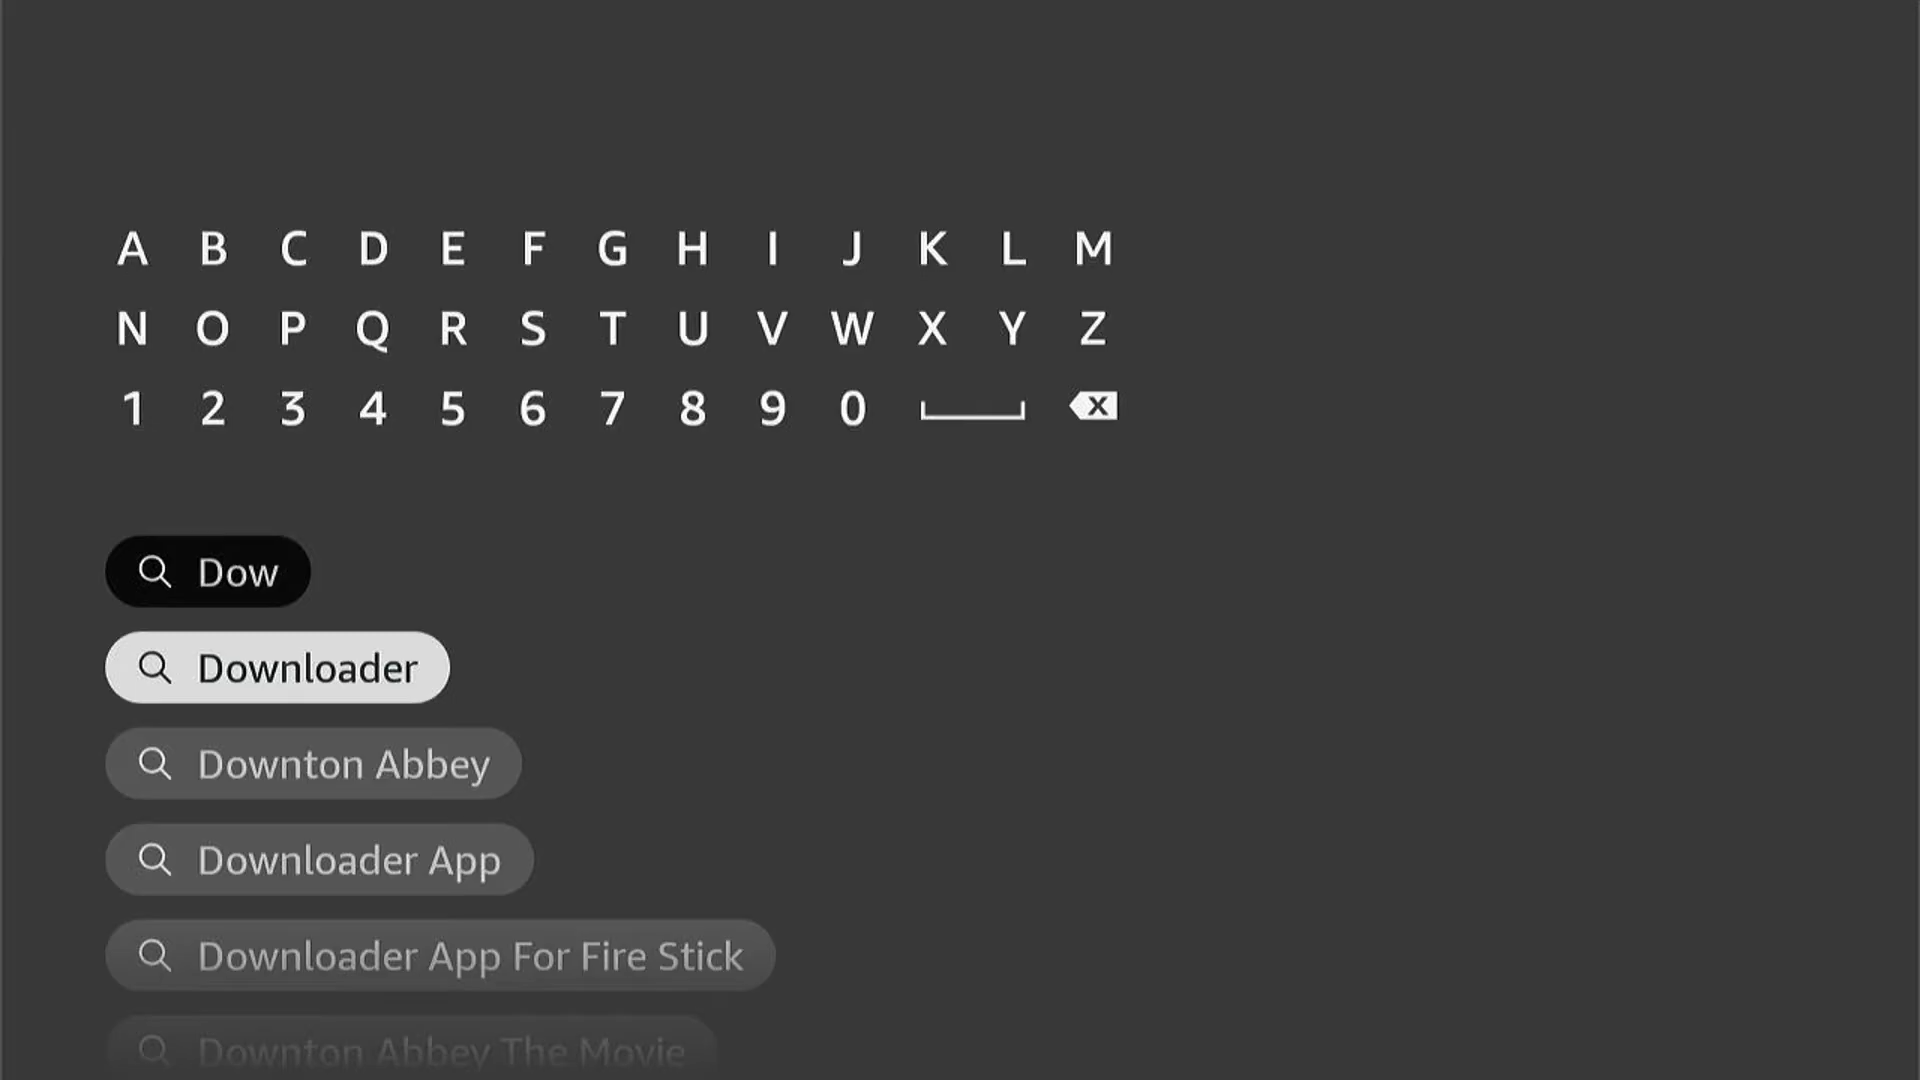 A B C D E F G H I J K L M
N O P Q R S T U V W X Y Z
1 2 3 4 5 6 7 8 9 0
Dow
Downloader
Downton Abbey
Downloader App
Downloader App For Fire Stick
Downton Abbey The Movie